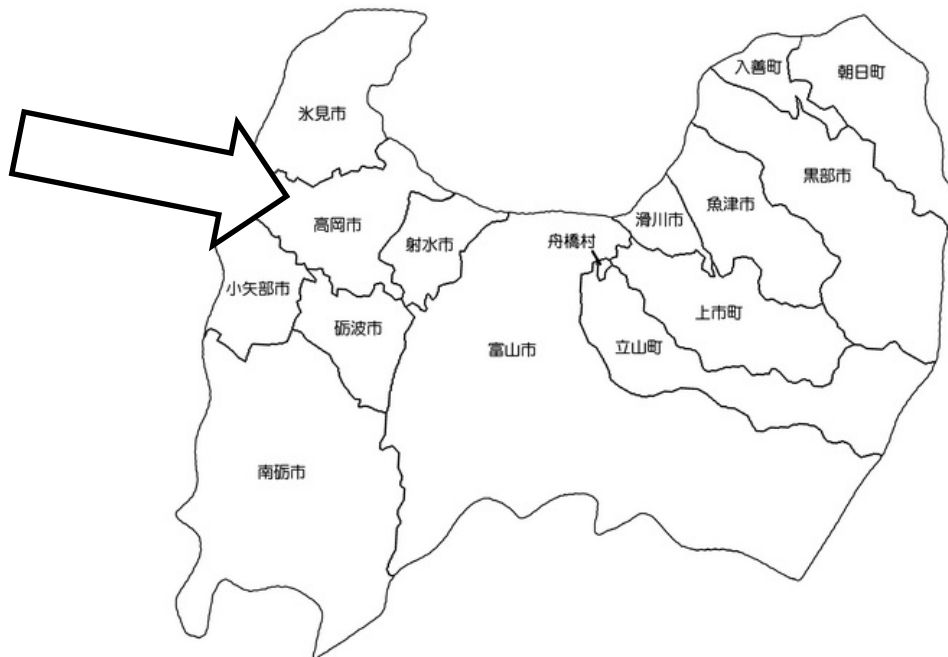 入善町
朝日町
氷見市
黒部市
魚津市
滑川市
高岡市
射水市
舟橋村
小矢部市
上市町
砺波市
富山市
立山町
南砺市